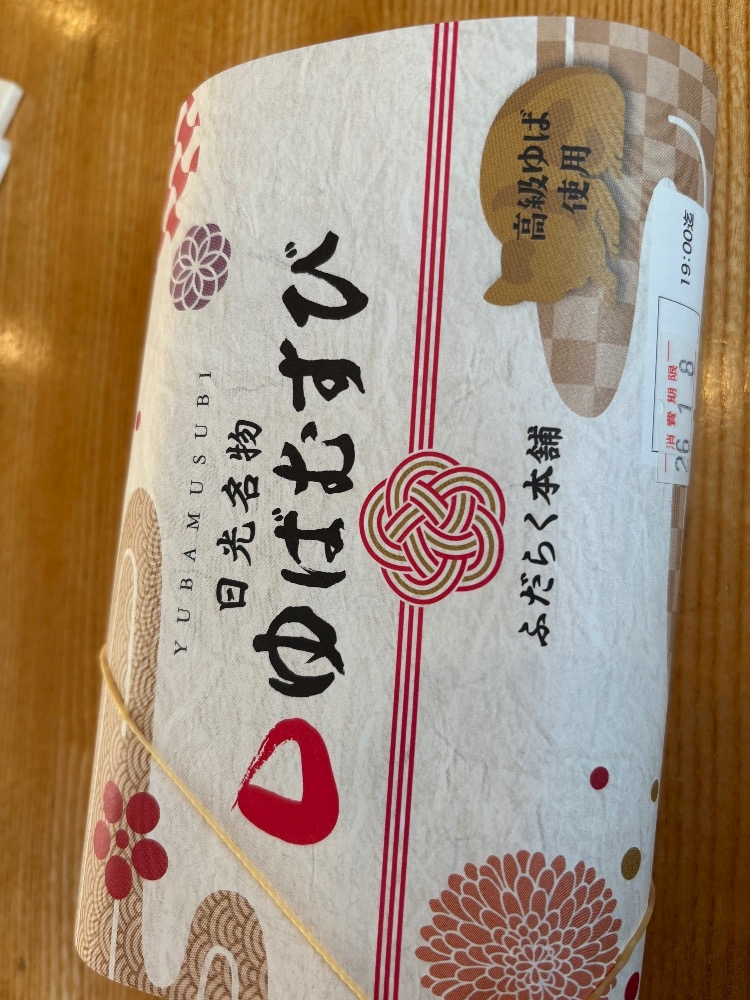 YUBAMUSUBI
日光名物
ゆばむすび
ふだらく本舗
高級ゆば
使用
消費期限
26 1 8
19:00迄